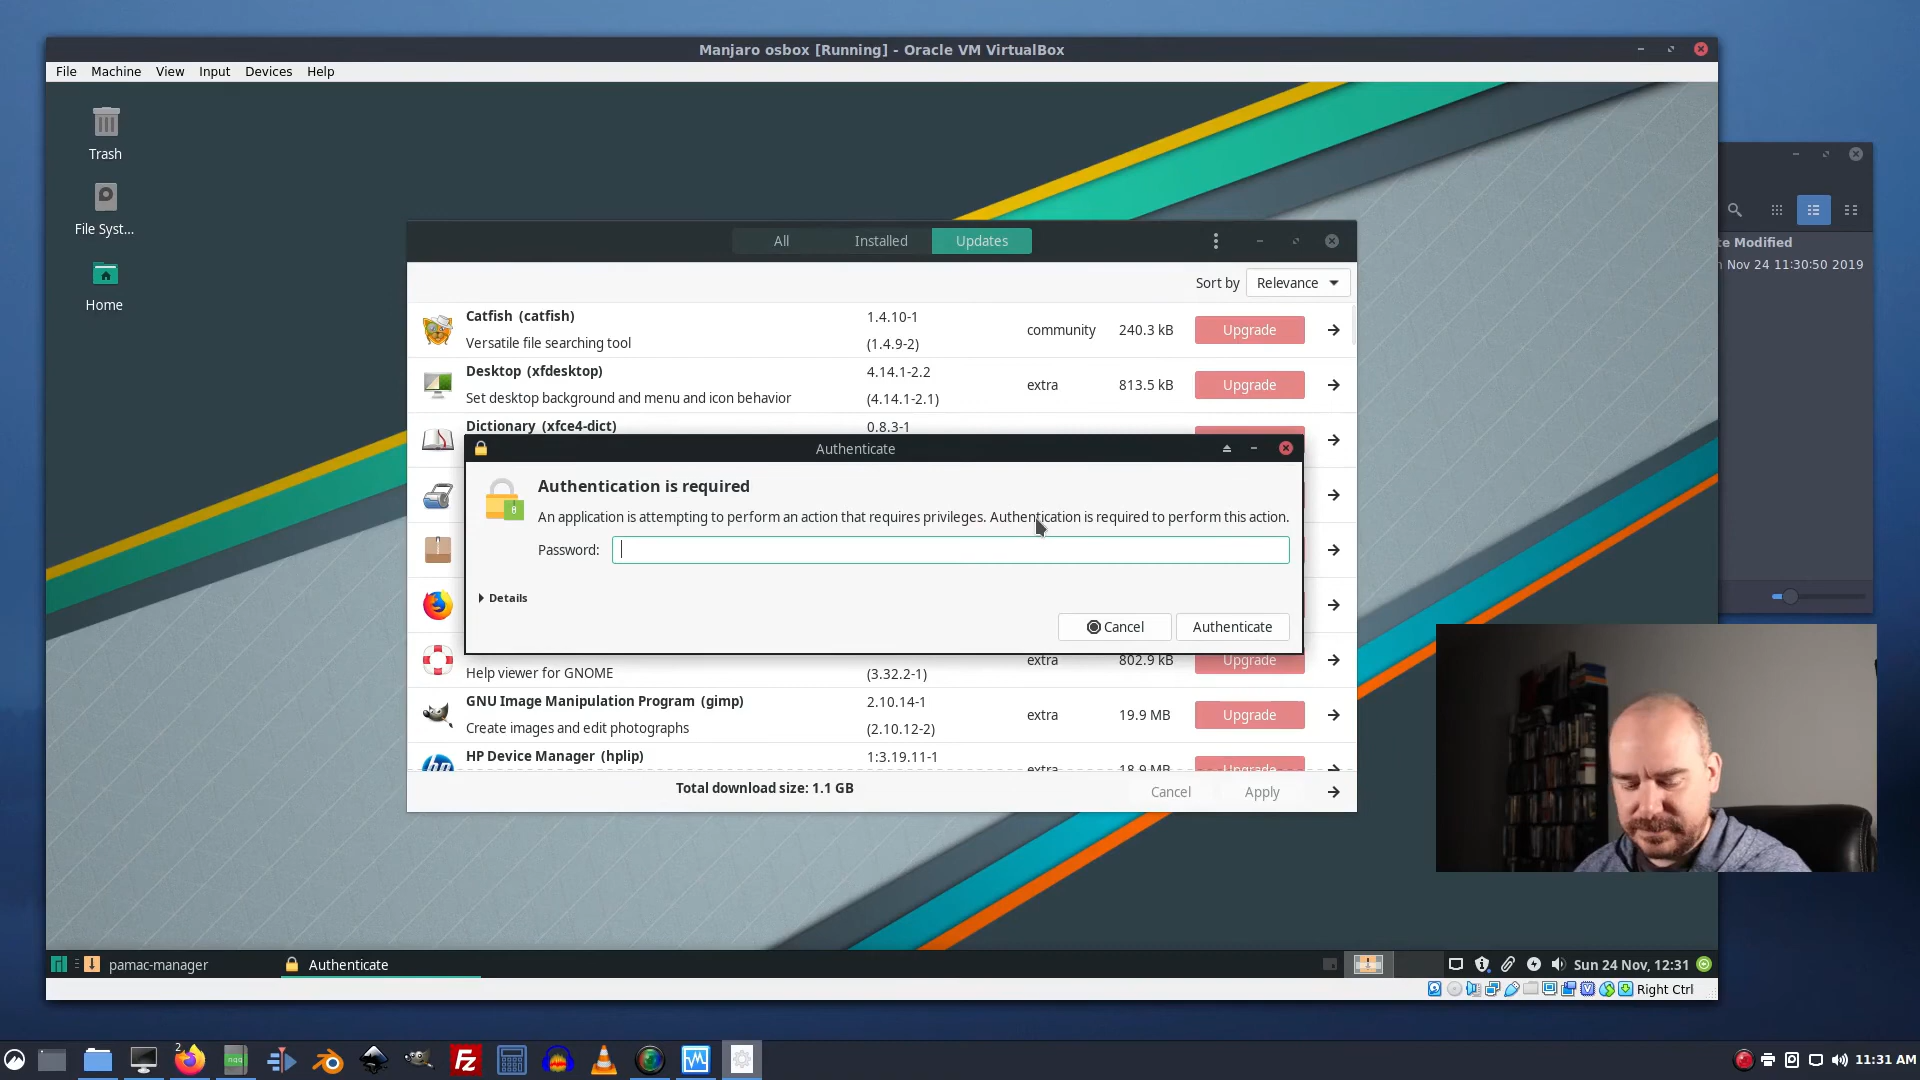 Manjaro osbox [Running] - Oracle VM VirtualBox
File Machine View Input Devices Help
Trash
File Syst...
Home
All Installed Updates
Sort by Relevance
Catfish (catfish)
Versatile file searching tool
1.4.10-1
(1.4.9-2)
community 240.3 kB Upgrade
Desktop (xfdesktop)
Set desktop background and menu and icon behavior
4.14.1-2.2
(4.14.1-2.1)
extra 813.5 kB Upgrade
Dictionary (xfce4-dict)
0.8.3-1
Authenticate
Authentication is required
An application is attempting to perform an action that requires privileges. Authentication is required to perform this action.
Password:
Details
Cancel Authenticate
Help viewer for GNOME
(3.32.2-1)
extra 802.9 kB Upgrade
GNU Image Manipulation Program (gimp)
Create images and edit photographs
2.10.14-1
(2.10.12-2)
extra 19.9 MB Upgrade
HP Device Manager (hplip)
1:3.19.11-1
extra 18.9 MB Upgrade
Total download size: 1.1 GB
Cancel Apply
te Modified
Nov 24 11:30:50 2019
pamac-manager
Authenticate
Sun 24 Nov, 12:31
Right Ctrl
2
nqq
Fz
11:31 AM